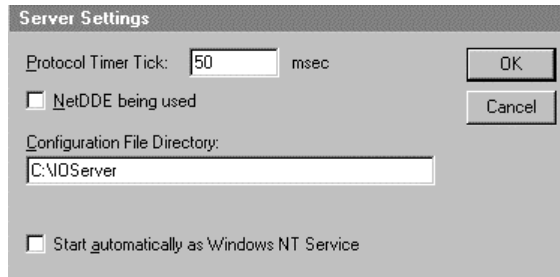 Server Settings
Protocol Timer Tick: 50 msec
OK
NetDDE being used
Cancel
Configuration File Directory:
C:\IOServer
Start automatically as Windows NT Service